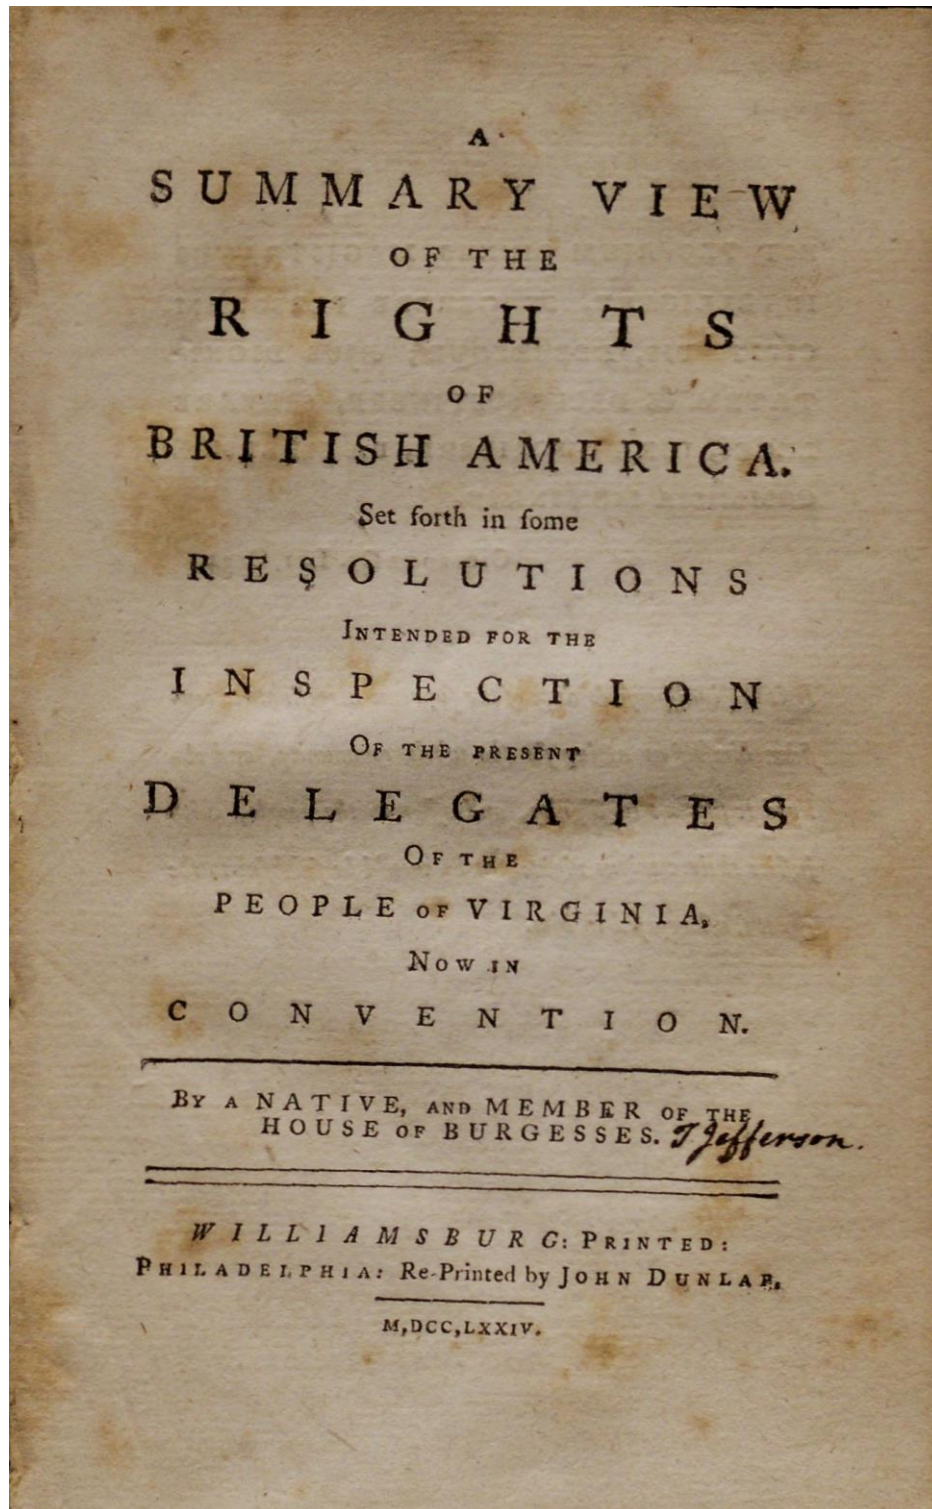 A
SUMMARY VIEW
OF THE
RIGHTS
OF
BRITISH AMERICA.
Set forth in ſome
RESOLUTIONS
INTENDED FOR THE
INSPECTION
OF THE PRESENT
DELEGATES
OF THE
PEOPLE OF VIRGINIA,
NOW IN
CONVENTION.
BY A NATIVE, AND MEMBER OF THE
HOUSE OF BURGESSES. T Jefferson.
WILLIAMSBURG: PRINTED:
PHILADELPHIA: Re-Printed by JOHN DUNLAP,
M,DCC,LXXIV.